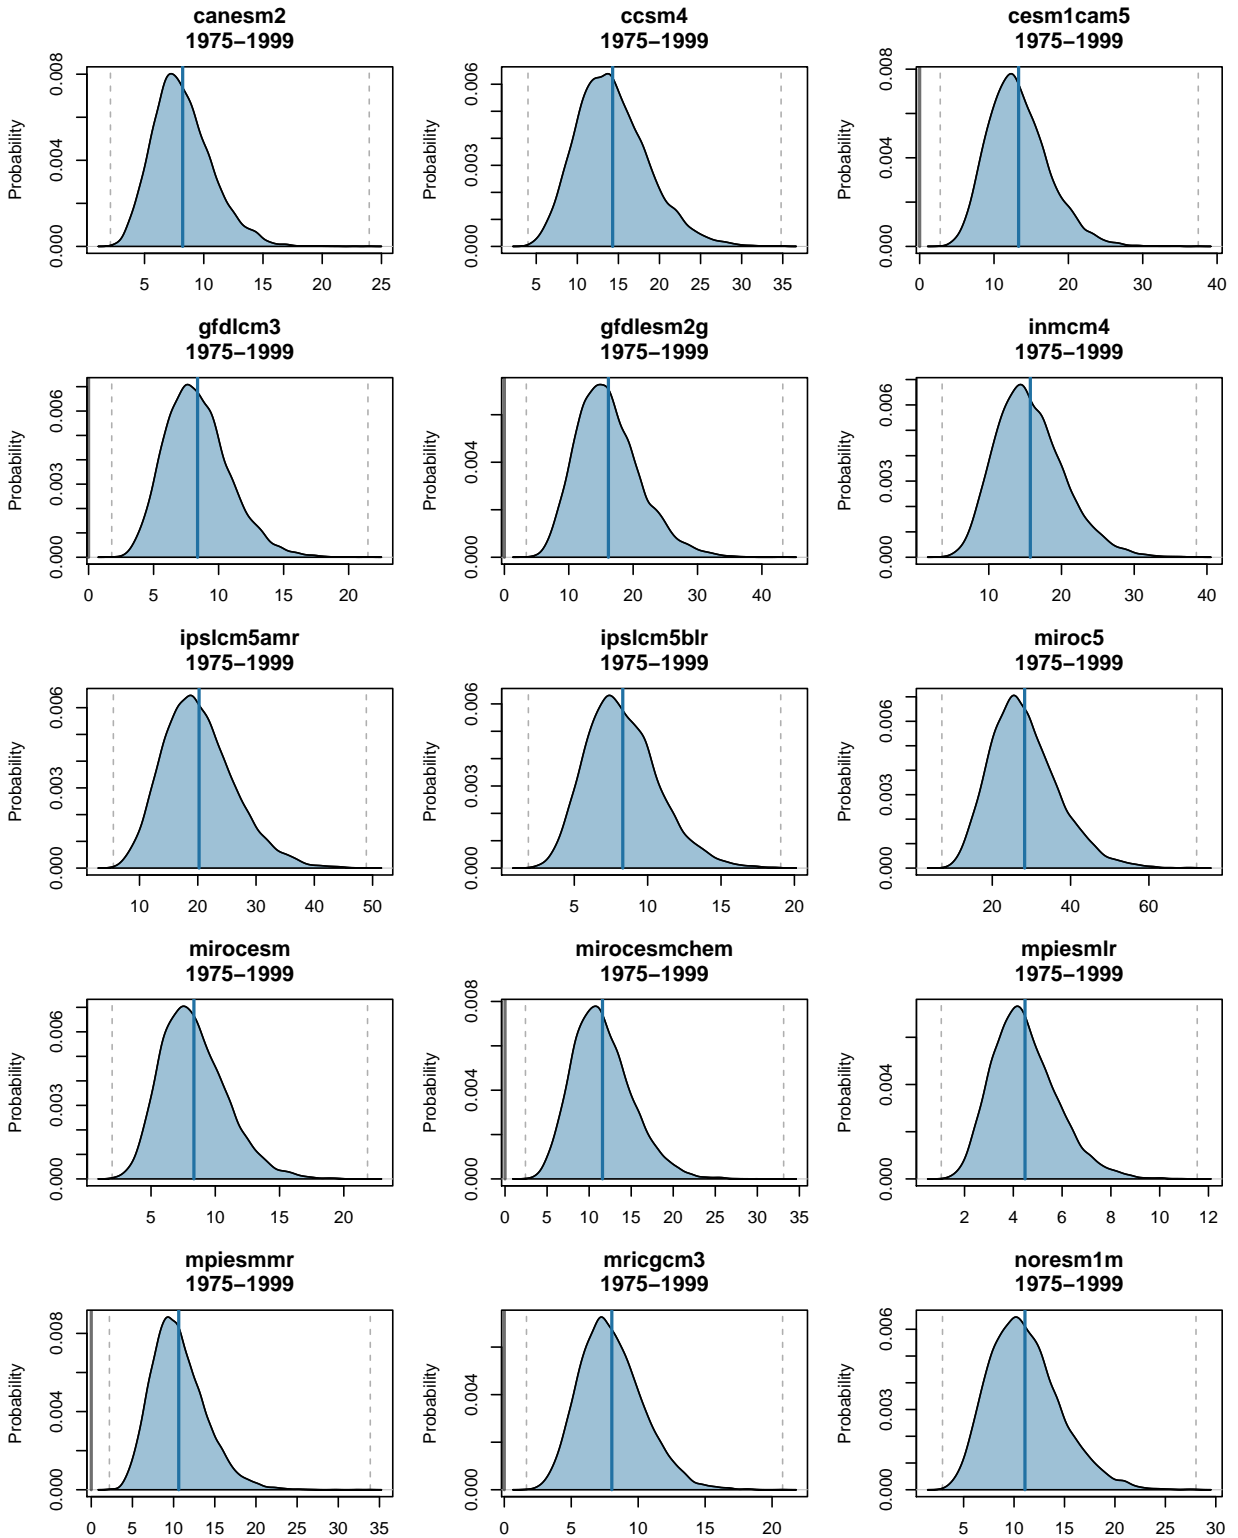 canesm2
1975−1999
Probability
0.000 0.004 0.008
5 10 15 20 25
ccsm4
1975−1999
Probability
0.000 0.003 0.006
5 10 15 20 25 30 35
cesm1cam5
1975−1999
Probability
0.000 0.004 0.008
0 10 20 30 40
gfdlcm3
1975−1999
Probability
0.000 0.003 0.006
0 5 10 15 20
gfdlesm2g
1975−1999
Probability
0.000 0.004
0 10 20 30 40
inmcm4
1975−1999
Probability
0.000 0.003 0.006
10 20 30 40
ipslcm5amr
1975−1999
Probability
0.000 0.003 0.006
10 20 30 40 50
ipslcm5blr
1975−1999
Probability
0.000 0.003 0.006
5 10 15 20
miroc5
1975−1999
Probability
0.000 0.003 0.006
20 40 60
mirocesm
1975−1999
Probability
0.000 0.003 0.006
5 10 15 20
mirocesmchem
1975−1999
Probability
0.000 0.004 0.008
0 5 10 15 20 25 30 35
mpiesmlr
1975−1999
Probability
0.000 0.004
2 4 6 8 10 12
mpiesmmr
1975−1999
Probability
0.000 0.004 0.008
0 5 10 15 20 25 30 35
mricgcm3
1975−1999
Probability
0.000 0.004
0 5 10 15 20
noresm1m
1975−1999
Probability
0.000 0.003 0.006
5 10 15 20 25 30